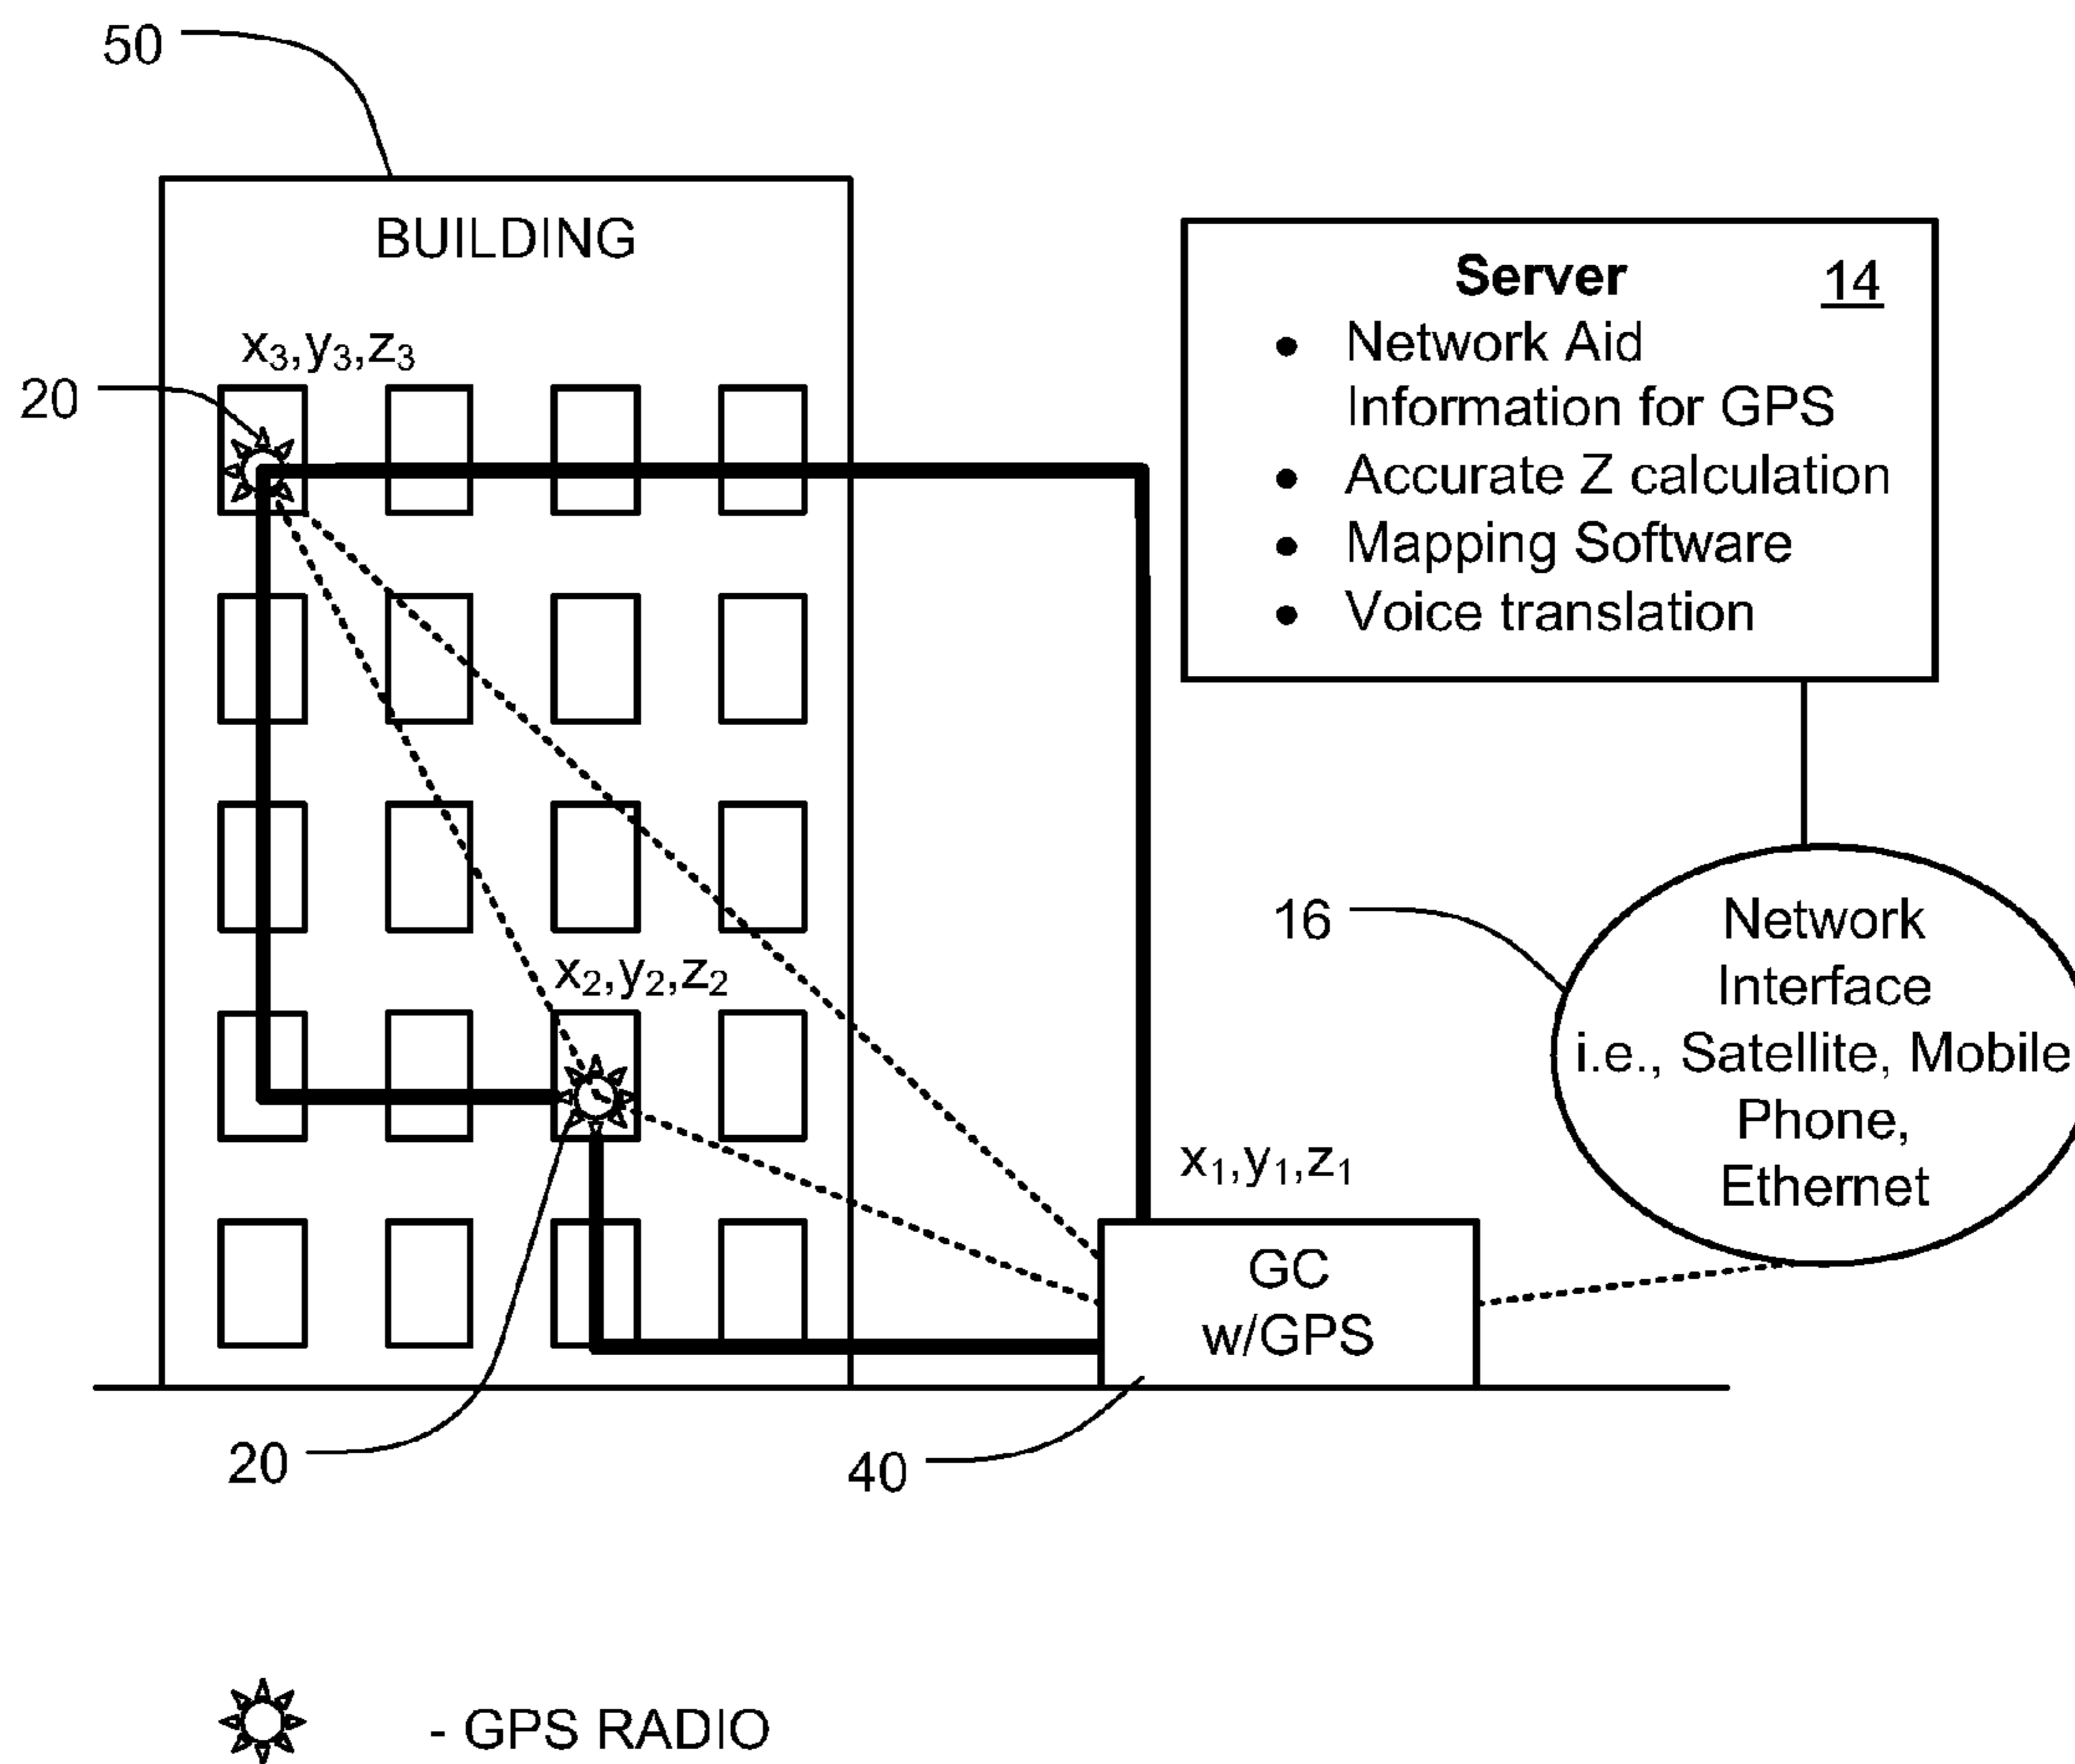 50
BUILDING
x₃,y₃,z₃
20
Server 14
• Network Aid
Information for GPS
• Accurate Z calculation
• Mapping Software
• Voice translation
16
Network
Interface
i.e., Satellite, Mobile
Phone,
Ethernet
x₂,y₂,z₂
x₁,y₁,z₁
GC
w/GPS
20
40
- GPS RADIO